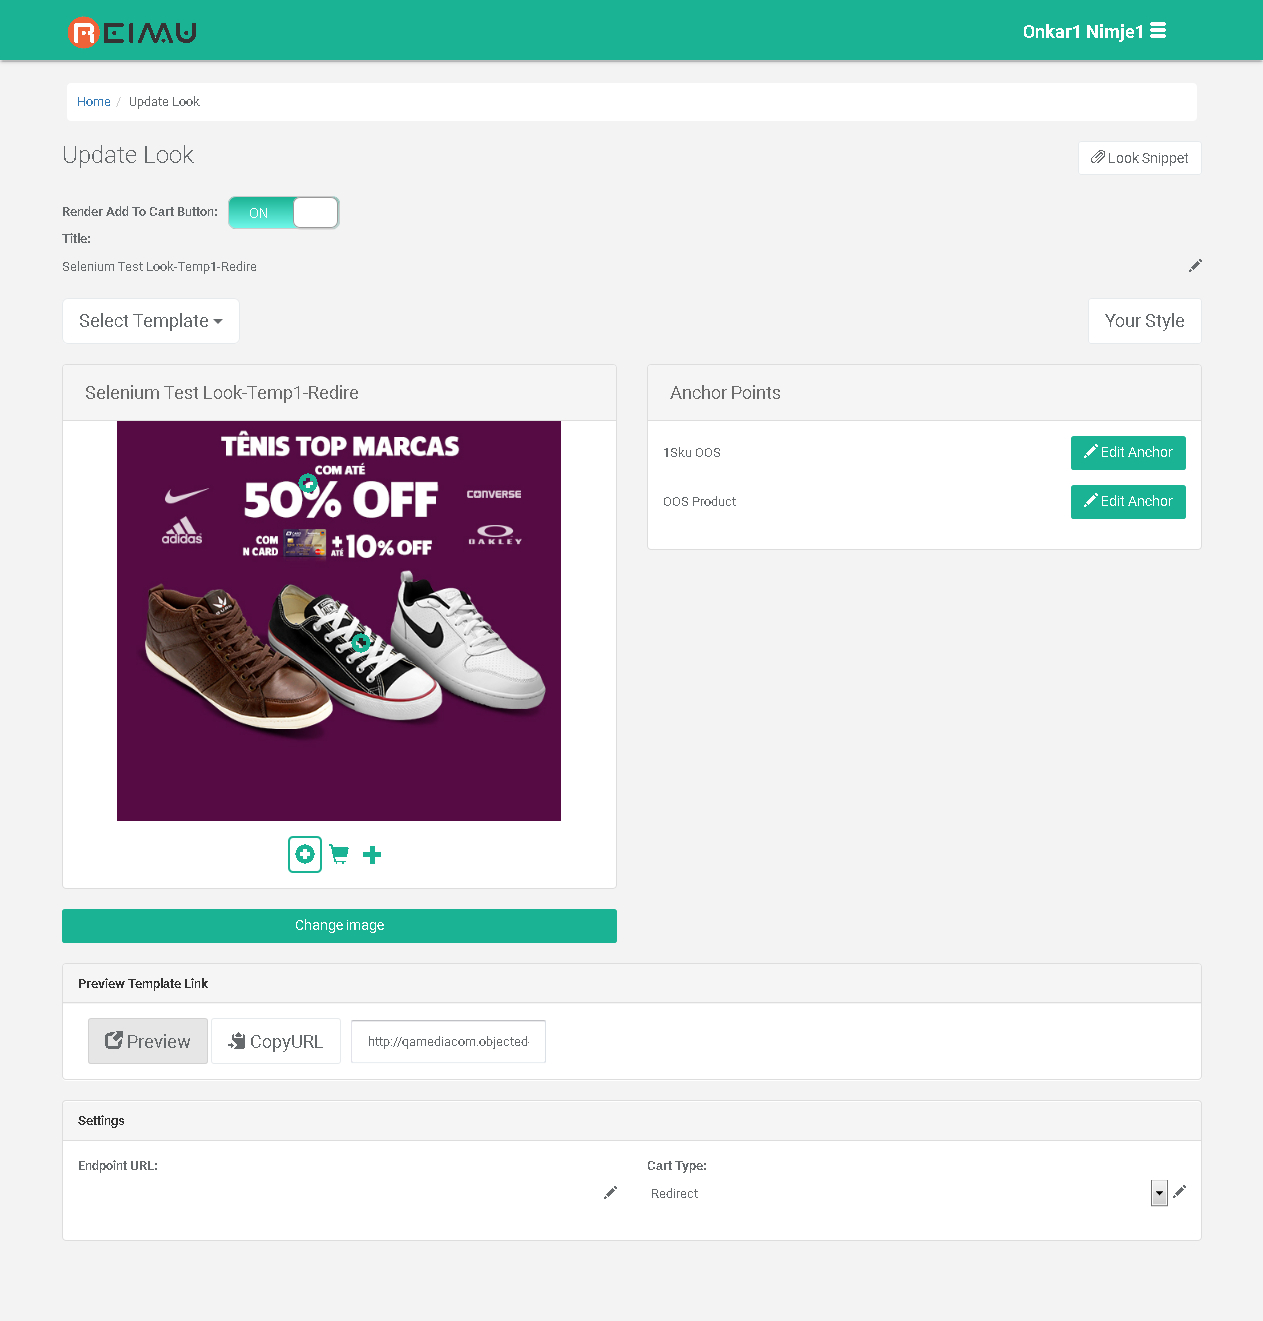 REIMU
Onkar1 Nimje1
Home / Update Look
Update Look
Look Snippet
Render Add To Cart Button: ON
Title:
Selenium Test Look-Temp1-Redire
Select Template
Your Style
Selenium Test Look-Temp1-Redire
TÊNIS TOP MARCAS
COM ATÉ
50% OFF
CONVERSE
adidas
OAKLEY
COM
N CARD
+ ATÉ 10% OFF
Anchor Points
1Sku OOS
Edit Anchor
OOS Product
Edit Anchor
Change image
Preview Template Link
Preview
CopyURL
http://qamediacom.objected-
Settings
Endpoint URL:
Cart Type:
Redirect